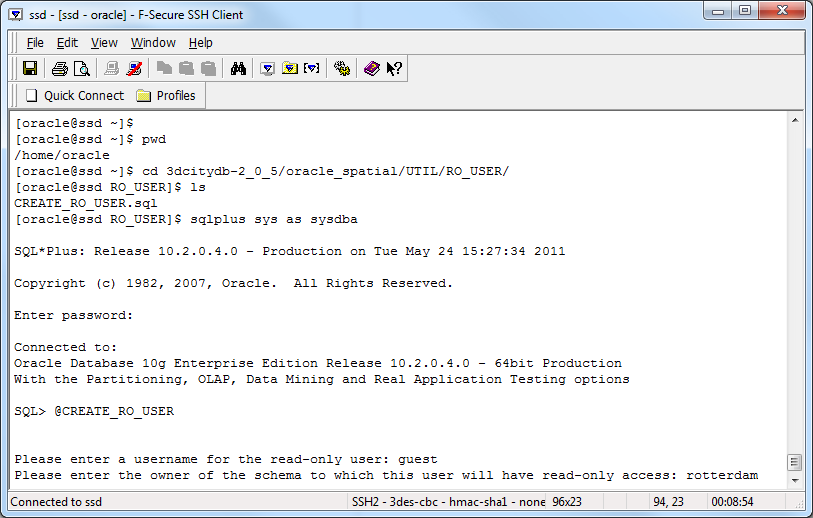 ssd - [ssd - oracle] - F-Secure SSH Client
File Edit View Window Help
Quick Connect Profiles
[oracle@ssd ~]$
[oracle@ssd ~]$ pwd
/home/oracle
[oracle@ssd ~]$ cd 3dcitydb-2_0_5/oracle_spatial/UTIL/RO_USER/
[oracle@ssd RO_USER]$ ls
CREATE_RO_USER.sql
[oracle@ssd RO_USER]$ sqlplus sys as sysdba
SQL*Plus: Release 10.2.0.4.0 - Production on Tue May 24 15:27:34 2011
Copyright (c) 1982, 2007, Oracle.  All Rights Reserved.
Enter password:
Connected to:
Oracle Database 10g Enterprise Edition Release 10.2.0.4.0 - 64bit Production
With the Partitioning, OLAP, Data Mining and Real Application Testing options
SQL> @CREATE_RO_USER
Please enter a username for the read-only user: guest
Please enter the owner of the schema to which this user will have read-only access: rotterdam
Connected to ssd SSH2 - 3des-cbc - hmac-sha1 - none 96x23 94, 23 00:08:54